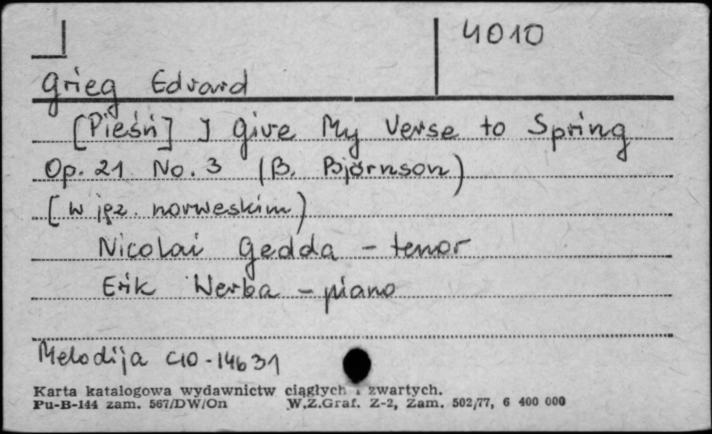 4010
Grieg Edvard
[Pieśń] I Give My Verse to Spring
Op. 21 No. 3 (B. Bjørnson)
[w jęz. norweskim)
Nicolai Gedda - tenor
Erik Werba - piano
Melodija C10-14631
Karta katalogowa wydawnictw ciągłych i zwartych.
Pu-B-144 zam. 567/DW/On W.Z.Graf. Z-2, Zam. 502/77, 6 400 000